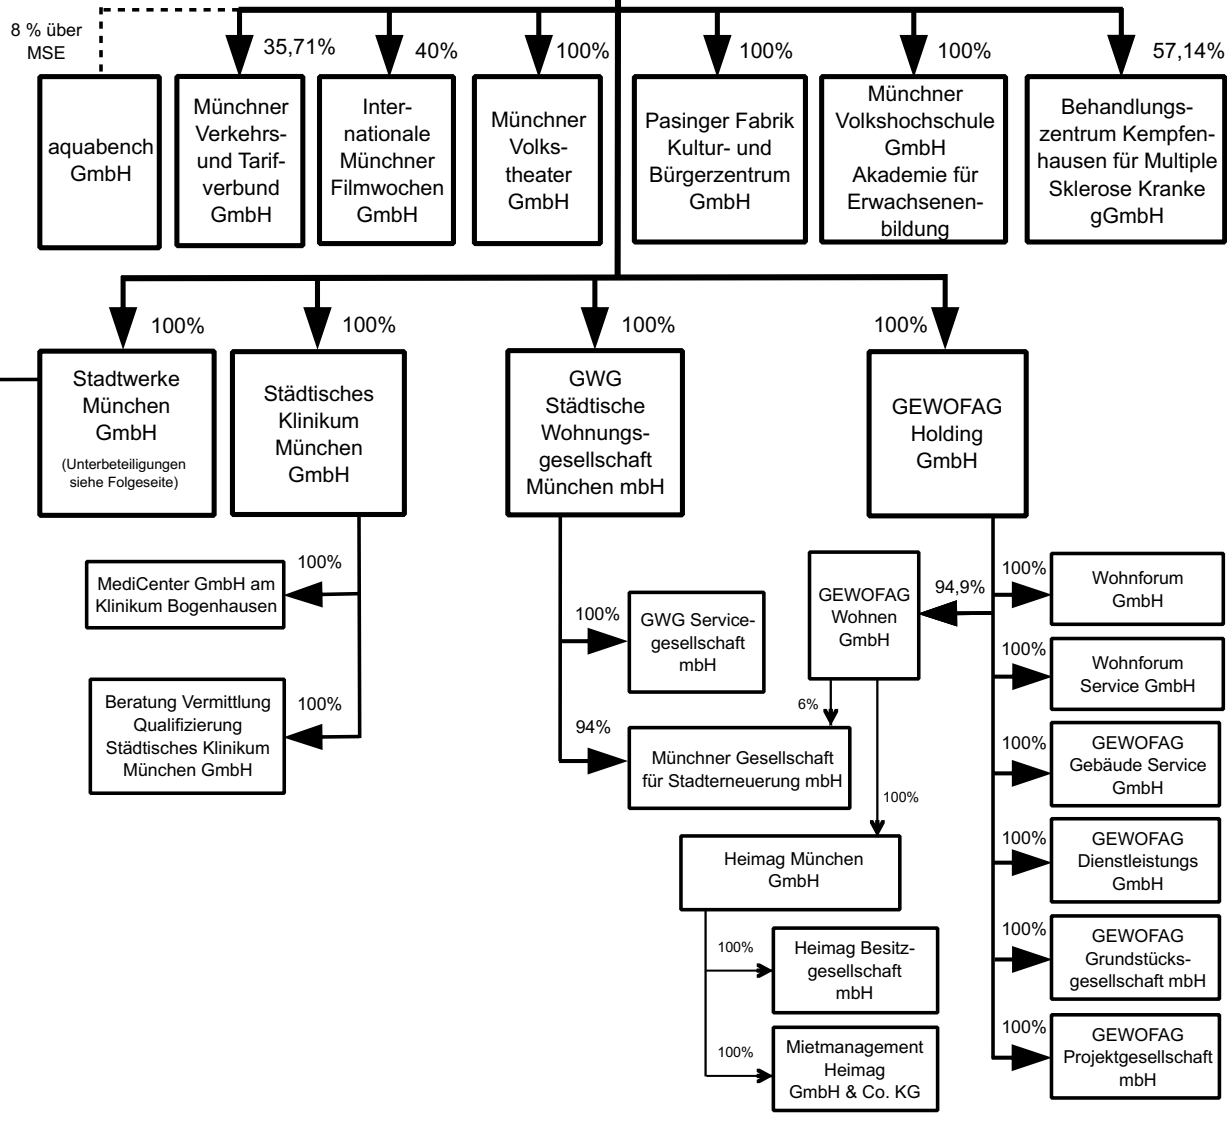 8 % über
MSE
35,71%
40%
100%
100%
100%
57,14%
aquabench
GmbH
Münchner
Verkehrs-
und Tarif-
verbund
GmbH
Inter-
nationale
Münchner
Filmwochen
GmbH
Münchner
Volks-
theater
GmbH
Pasinger Fabrik
Kultur- und
Bürgerzentrum
GmbH
Münchner
Volkshochschule
GmbH
Akademie für
Erwachsenen-
bildung
Behandlungs-
zentrum Kempfen-
hausen für Multiple
Sklerose Kranke
gGmbH
100%
100%
100%
100%
Stadtwerke
München
GmbH
(Unterbeteiligungen
siehe Folgeseite)
Städtisches
Klinikum
München
GmbH
GWG
Städtische
Wohnungs-
gesellschaft
München mbH
GEWOFAG
Holding
GmbH
100%
MediCenter GmbH am
Klinikum Bogenhausen
100%
Beratung Vermittlung
Qualifizierung
Städtisches Klinikum
München GmbH
100%
GWG Service-
gesellschaft
mbH
94%
Münchner Gesellschaft
für Stadterneuerung mbH
94,9%
GEWOFAG
Wohnen
GmbH
6%
100%
Heimag München
GmbH
100%
Heimag Besitz-
gesellschaft
mbH
100%
Mietmanagement
Heimag
GmbH & Co. KG
100%
Wohnforum
GmbH
100%
Wohnforum
Service GmbH
100%
GEWOFAG
Gebäude Service
GmbH
100%
GEWOFAG
Dienstleistungs
GmbH
100%
GEWOFAG
Grundstücks-
gesellschaft mbH
100%
GEWOFAG
Projektgesellschaft
mbH